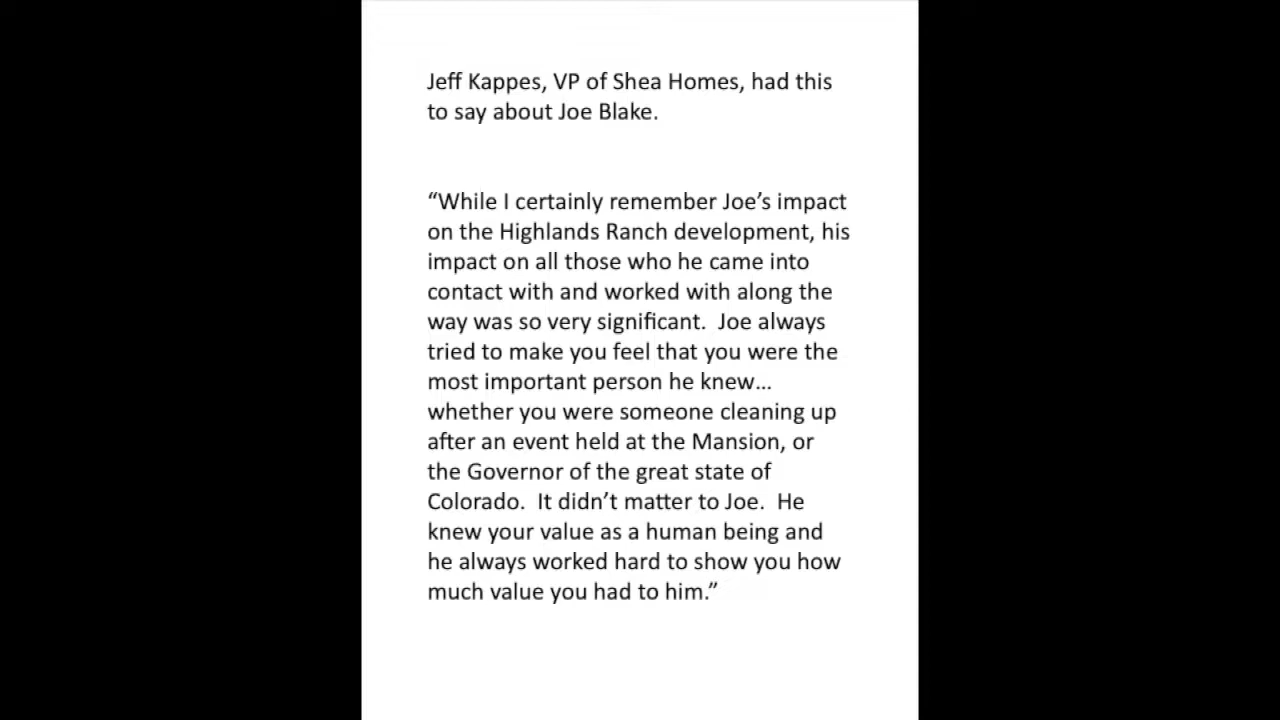 Jeff Kappes, VP of Shea Homes, had this
to say about Joe Blake.
“While I certainly remember Joe’s impact
on the Highlands Ranch development, his
impact on all those who he came into
contact with and worked with along the
way was so very significant.  Joe always
tried to make you feel that you were the
most important person he knew…
whether you were someone cleaning up
after an event held at the Mansion, or
the Governor of the great state of
Colorado.  It didn’t matter to Joe.  He
knew your value as a human being and
he always worked hard to show you how
much value you had to him.”